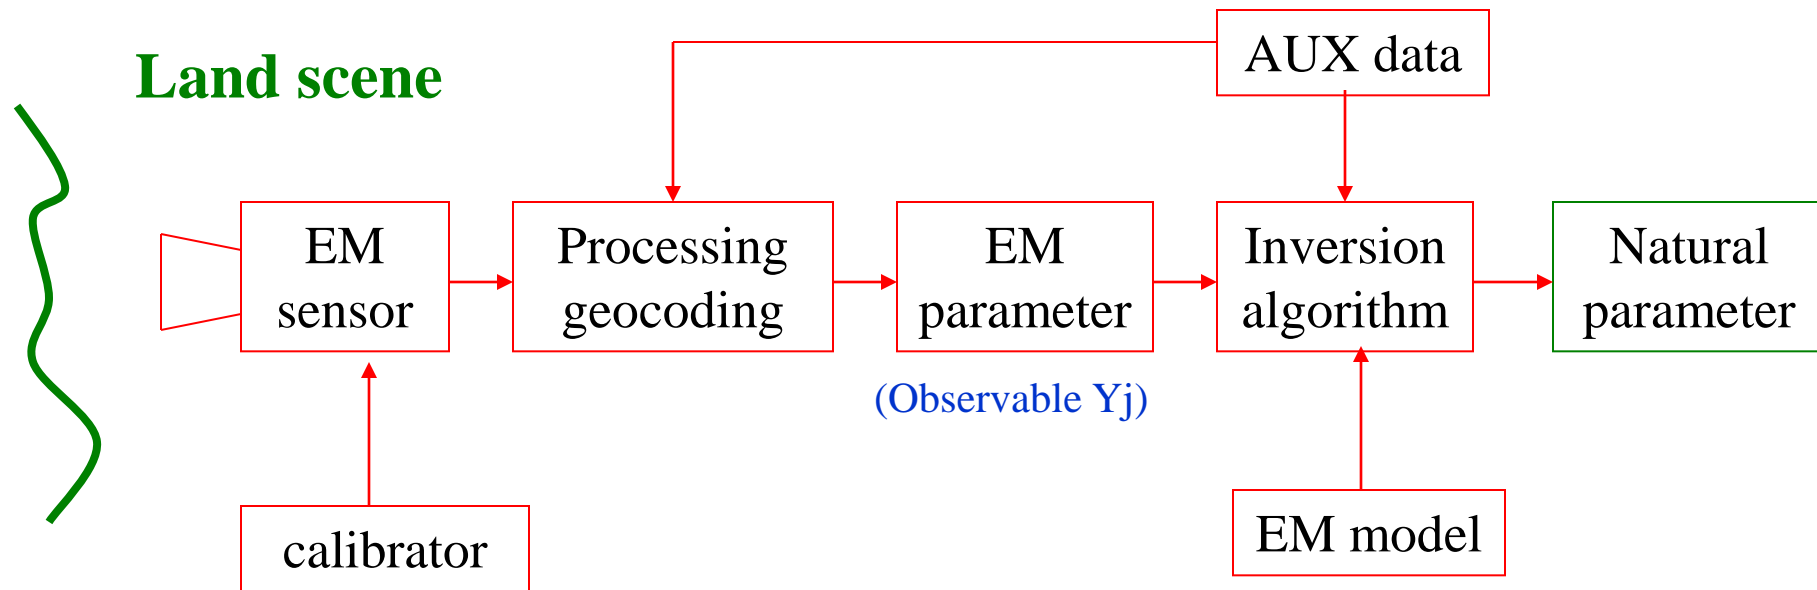 AUX data
Land scene
EM
sensor
Processing
geocoding
EM
parameter
Inversion
algorithm
Natural
parameter
(Observable Yj)
calibrator
EM model